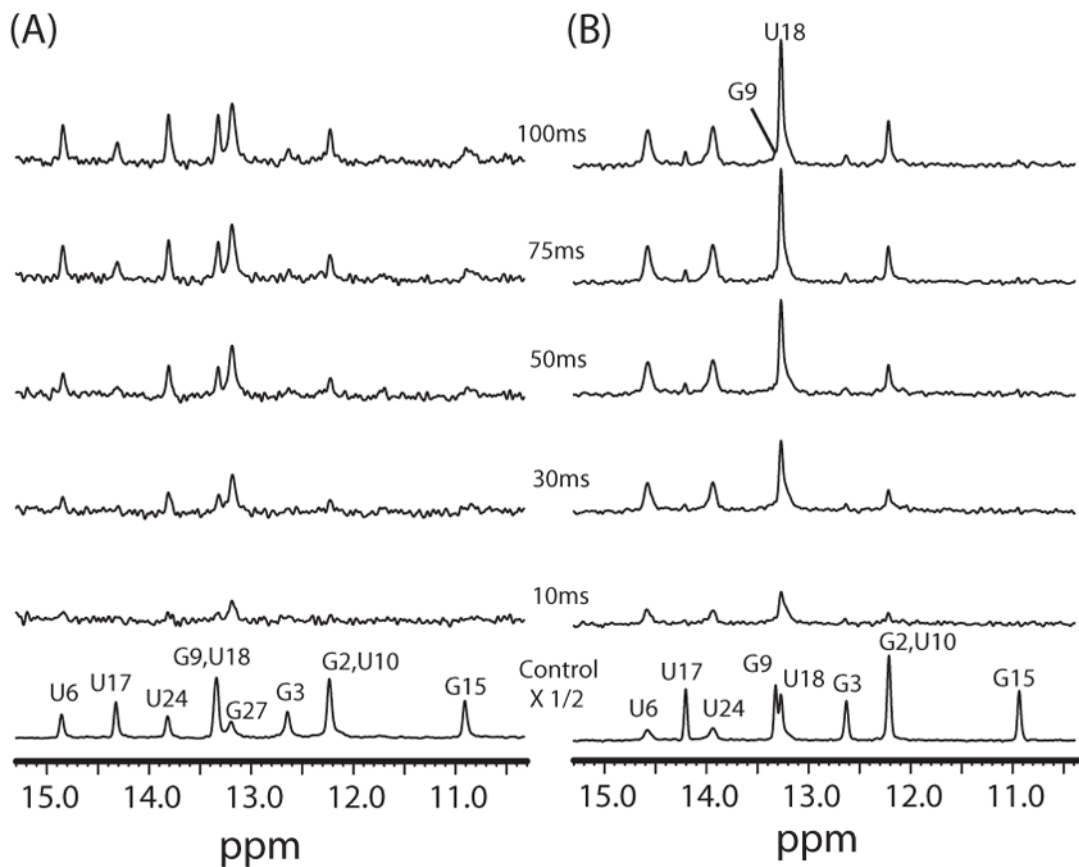 (A)
(B)
U18
G9
100ms
75ms
50ms
30ms
10ms
Control
X 1/2
U6
U17
U24
G9,U18
G27
G3
G2,U10
G15
U6
U17
U24
G9
U18
G3
G2,U10
G15
15.0 14.0 13.0 12.0 11.0
15.0 14.0 13.0 12.0 11.0
ppm
ppm